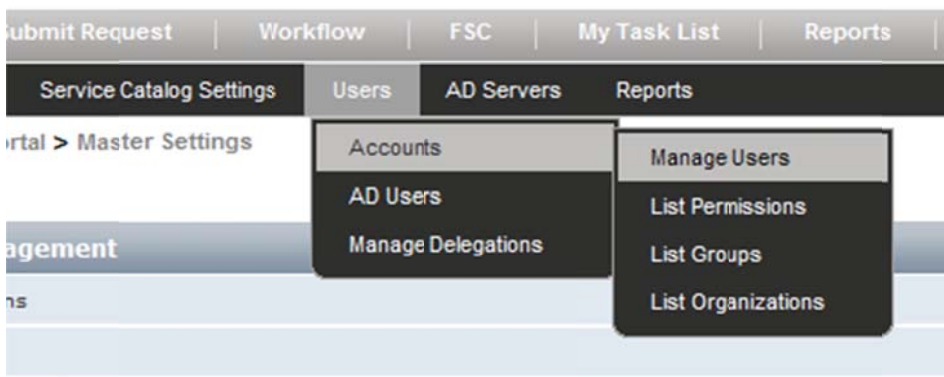 ubmit Request | Workflow | FSC | My Task List | Reports |
Service Catalog Settings Users AD Servers Reports
rtal > Master Settings
Accounts
AD Users
Manage Delegations
Manage Users
List Permissions
List Groups
List Organizations
agement
ns